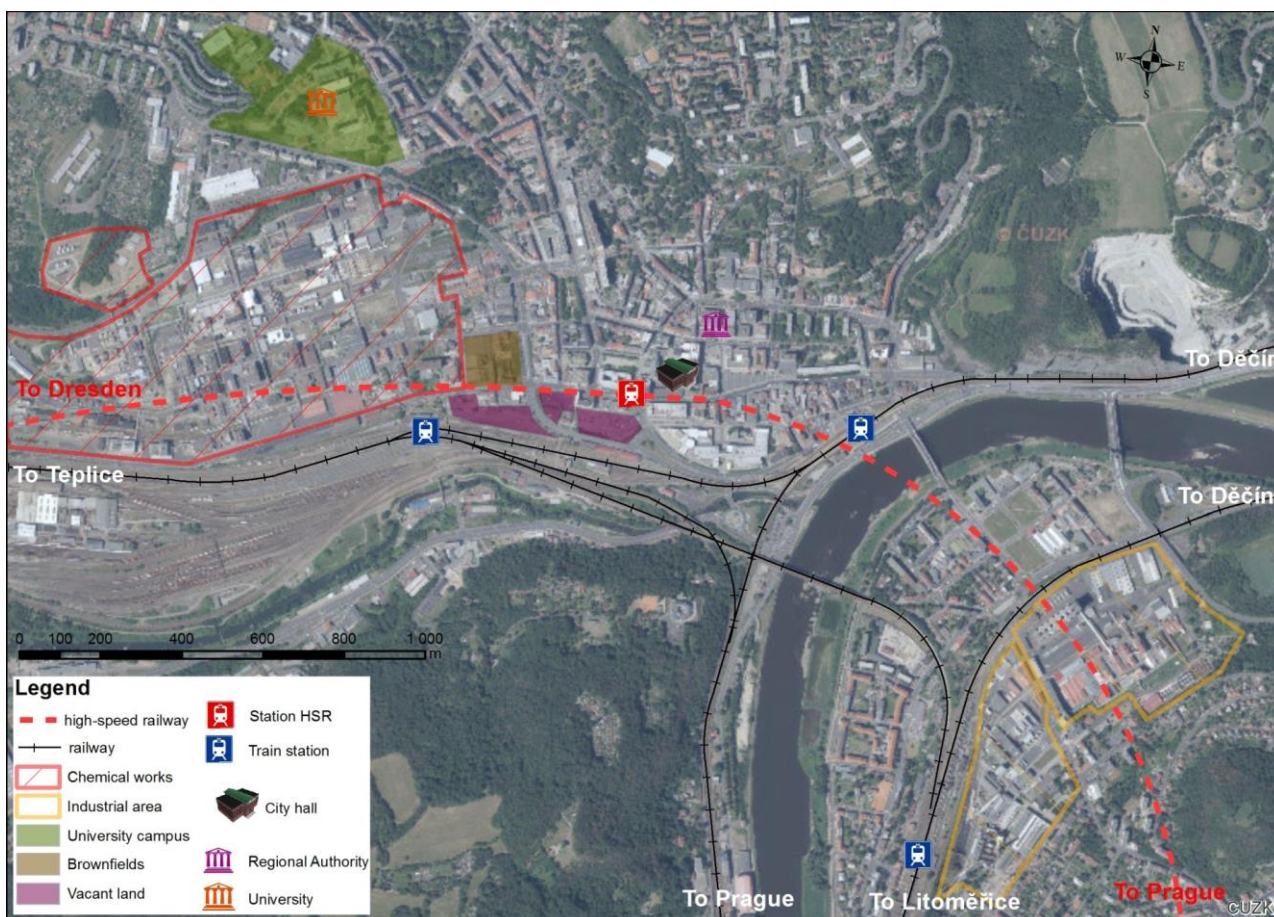 N
W E
S
© ČÚZK
To Děčín
To Dresden
To Teplice
To Děčín
0 100 200 400 600 800 1 000
m
Legend
high-speed railway
railway
Chemical works
Industrial area
University campus
Brownfields
Vacant land
Station HSR
Train station
City hall
Regional Authority
University
To Prague
To Litoměřice
To Prague
ČÚZK